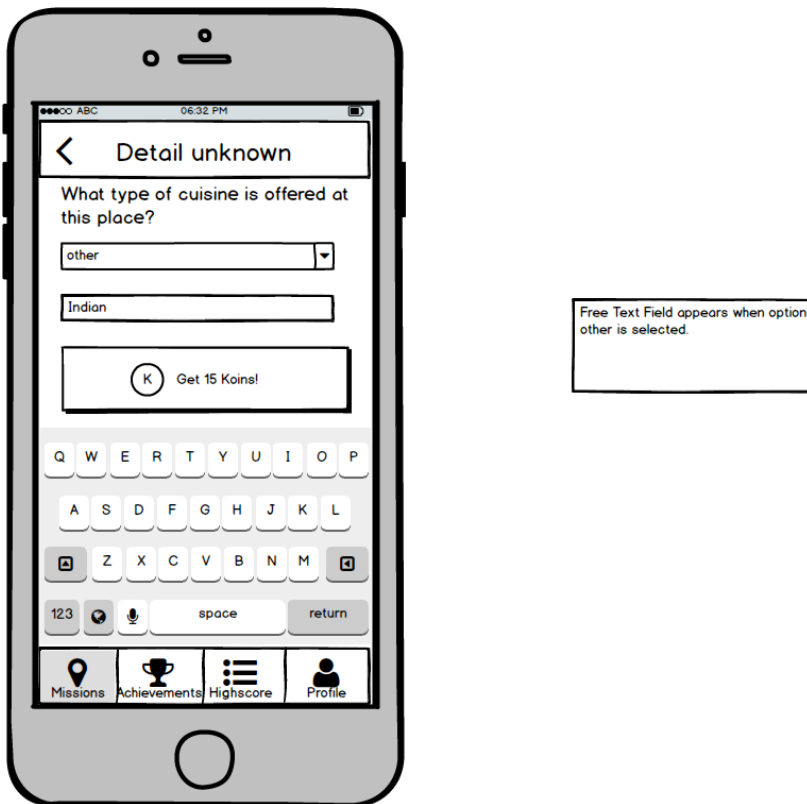 ABC 06:32 PM
Detail unknown
What type of cuisine is offered at
this place?
other
Indian
K Get 15 Koins!
Q W E R T Y U I O P
A S D F G H J K L
Z X C V B N M
123 space return
Missions Achievements Highscore Profile
Free Text Field appears when option
other is selected.